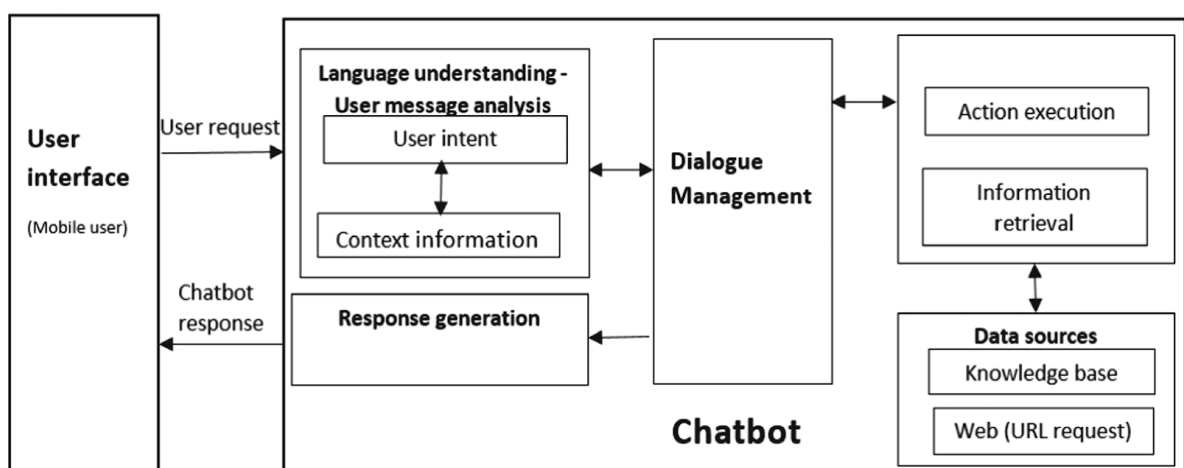 User
interface
(Mobile user)
User request
Chatbot
response
Language understanding -
User message analysis
User intent
Context information
Response generation
Dialogue
Management
Action execution
Information
retrieval
Data sources
Knowledge base
Web (URL request)
Chatbot